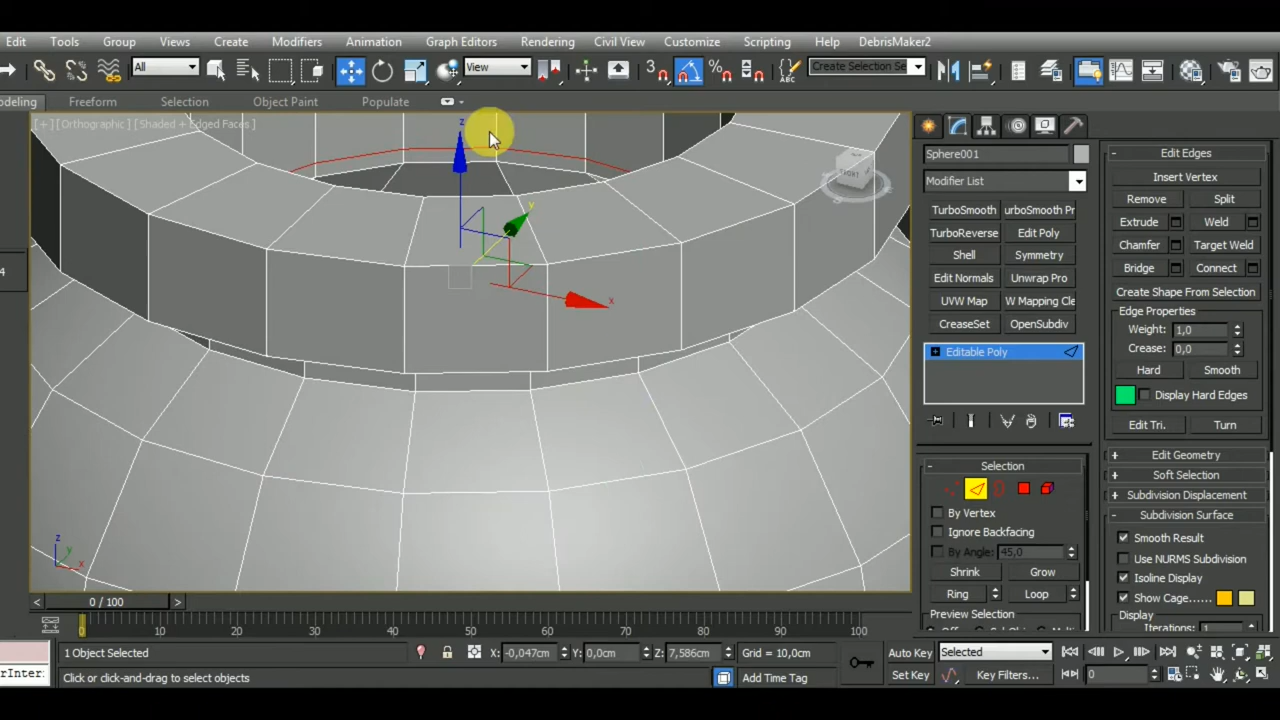 Edit Tools Group Views Create Modifiers Animation Graph Editors Rendering Civil View Customize Scripting Help DebrisMaker2
All View 3 % Create Selection Se
odeling Freeform Selection Object Paint Populate
[+] [Orthographic] [Shaded + Edged Faces]
z
y
x
FRONT
4
z
y
x
Sphere001
Modifier List
TurboSmooth urboSmooth Pr
TurboReverse Edit Poly
Shell Symmetry
Edit Normals Unwrap Pro
UVW Map W Mapping Cle
CreaseSet OpenSubdiv
+ Editable Poly
- Selection
By Vertex
Ignore Backfacing
By Angle: 45,0
Shrink Grow
Ring Loop
Preview Selection
- Edit Edges
Insert Vertex
Remove Split
Extrude Weld
Chamfer Target Weld
Bridge Connect
Create Shape From Selection
Edge Properties
Weight: 1,0
Crease: 0,0
Hard Smooth
Display Hard Edges
Edit Tri. Turn
+ Edit Geometry
+ Soft Selection
+ Subdivision Displacement
- Subdivision Surface
Smooth Result
Use NURMS Subdivision
Isoline Display
Show Cage......
Display
Iterations: 1
< 0 / 100 >
0 10 20 30 40 50 60 70 80 90 100
1 Object Selected X: -0,047cm Y: 0,0cm Z: 7,586cm Grid = 10,0cm Auto Key Selected
rInter: Click or click-and-drag to select objects Add Time Tag Set Key Key Filters... 0